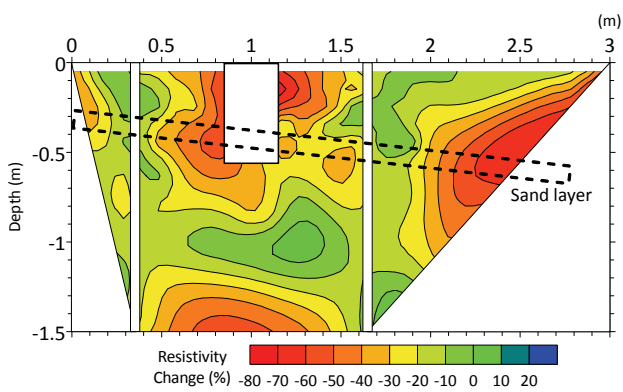 (m)
0 0.5 1 1.5 2 2.5 3
0
-0.5
-1
-1.5
Depth (m)
Sand layer
Resistivity
Change (%)
-80 -70 -60 -50 -40 -30 -20 -10 0 10 20